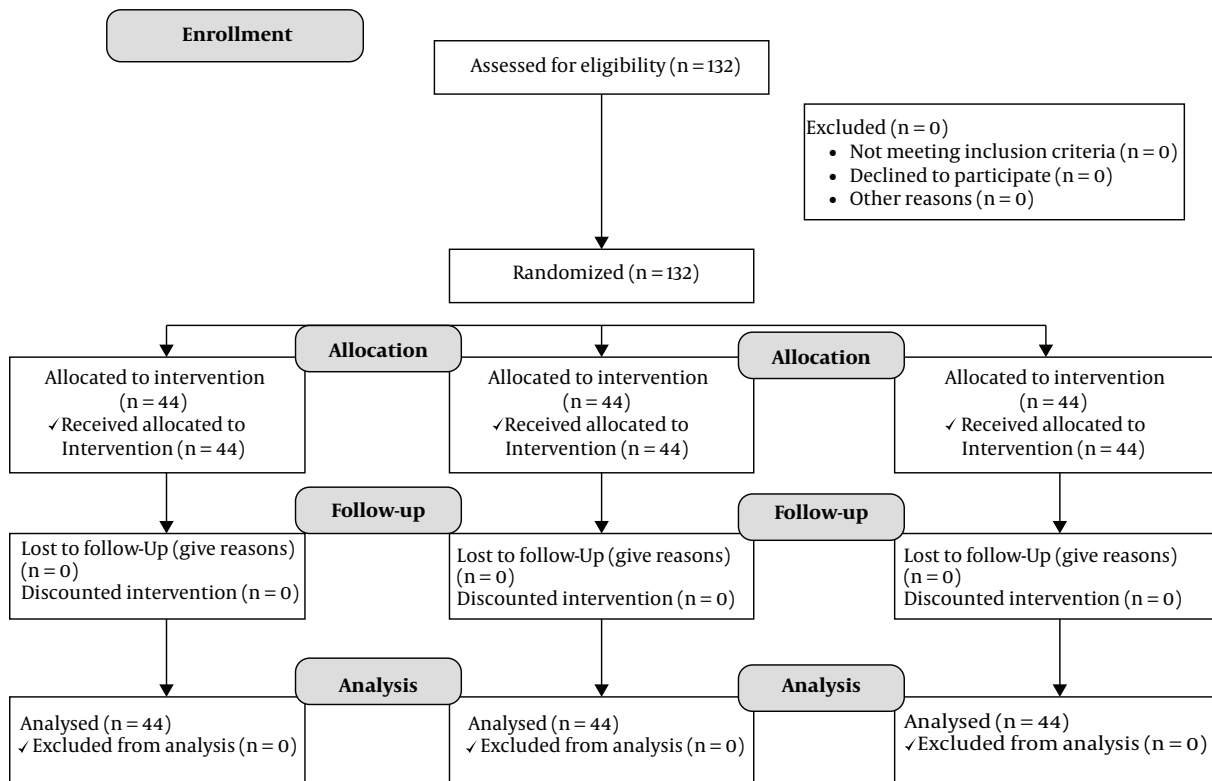 Enrollment
Assessed for eligibility (n = 132)
Excluded (n = 0)
• Not meeting inclusion criteria (n = 0)
• Declined to participate (n = 0)
• Other reasons (n = 0)
Randomized (n = 132)
Allocation
Allocation
Allocated to intervention
(n = 44)
✓Received allocated to
Intervention (n = 44)
Allocated to intervention
(n = 44)
✓Received allocated to
Intervention (n = 44)
Allocated to intervention
(n = 44)
✓Received allocated to
Intervention (n = 44)
Follow-up
Follow-up
Lost to follow-Up (give reasons)
(n = 0)
Discounted intervention (n = 0)
Lost to follow-Up (give reasons)
(n = 0)
Discounted intervention (n = 0)
Lost to follow-Up (give reasons)
(n = 0)
Discounted intervention (n = 0)
Analysis
Analysis
Analysed (n = 44)
✓Excluded from analysis (n = 0)
Analysed (n = 44)
✓Excluded from analysis (n = 0)
Analysed (n = 44)
✓Excluded from analysis (n = 0)